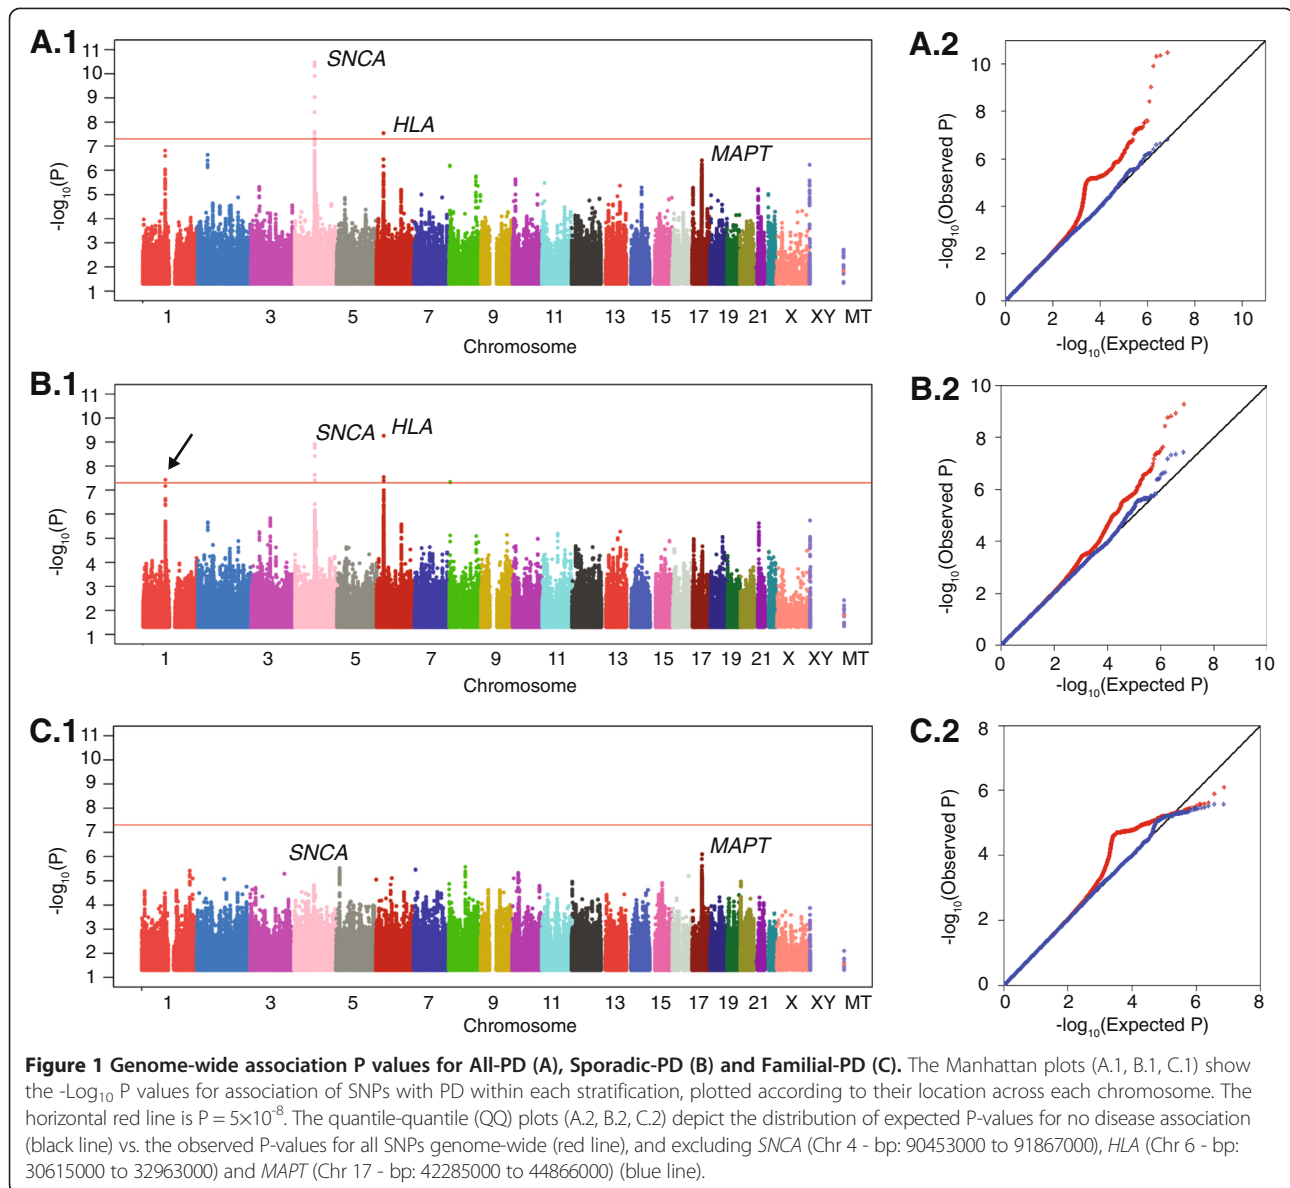 A.1
11
10
9
8
7
6
5
4
3
2
1
-log10(P)
SNCA
HLA
MAPT
1 3 5 7 9 11 13 15 17 19 21 X XY MT
Chromosome
A.2
10
8
6
4
2
0
-log10(Observed P)
0 2 4 6 8 10
-log10(Expected P)
B.1
11
10
9
8
7
6
5
4
3
2
1
-log10(P)
SNCA
HLA
1 3 5 7 9 11 13 15 17 19 21 X XY MT
Chromosome
B.2
10
8
6
4
2
0
-log10(Observed P)
0 2 4 6 8 10
-log10(Expected P)
C.1
11
10
9
8
7
6
5
4
3
2
1
-log10(P)
SNCA
MAPT
1 3 5 7 9 11 13 15 17 19 21 X XY MT
Chromosome
C.2
8
6
4
2
0
-log10(Observed P)
0 2 4 6 8
-log10(Expected P)
Figure 1 Genome-wide association P values for All-PD (A), Sporadic-PD (B) and Familial-PD (C). The Manhattan plots (A.1, B.1, C.1) show
the -Log10 P values for association of SNPs with PD within each stratification, plotted according to their location across each chromosome. The
horizontal red line is P = 5×10-8. The quantile-quantile (QQ) plots (A.2, B.2, C.2) depict the distribution of expected P-values for no disease association
(black line) vs. the observed P-values for all SNPs genome-wide (red line), and excluding SNCA (Chr 4 - bp: 90453000 to 91867000), HLA (Chr 6 - bp:
30615000 to 32963000) and MAPT (Chr 17 - bp: 42285000 to 44866000) (blue line).